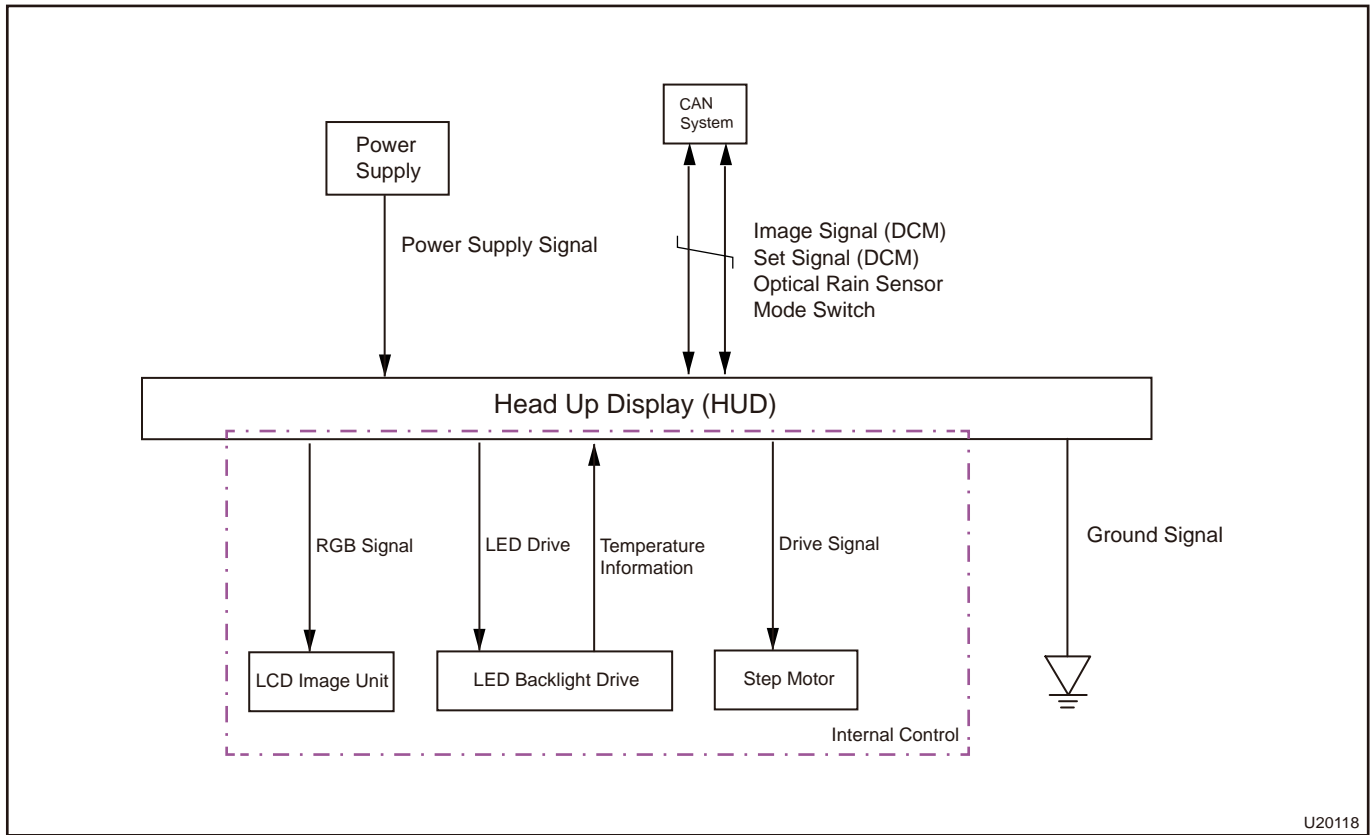 CAN
System
Power
Supply
Power Supply Signal
Image Signal (DCM)
Set Signal (DCM)
Optical Rain Sensor
Mode Switch
Head Up Display (HUD)
RGB Signal
LED Drive
Temperature
Information
Drive Signal
Ground Signal
LCD Image Unit
LED Backlight Drive
Step Motor
Internal Control
U20118